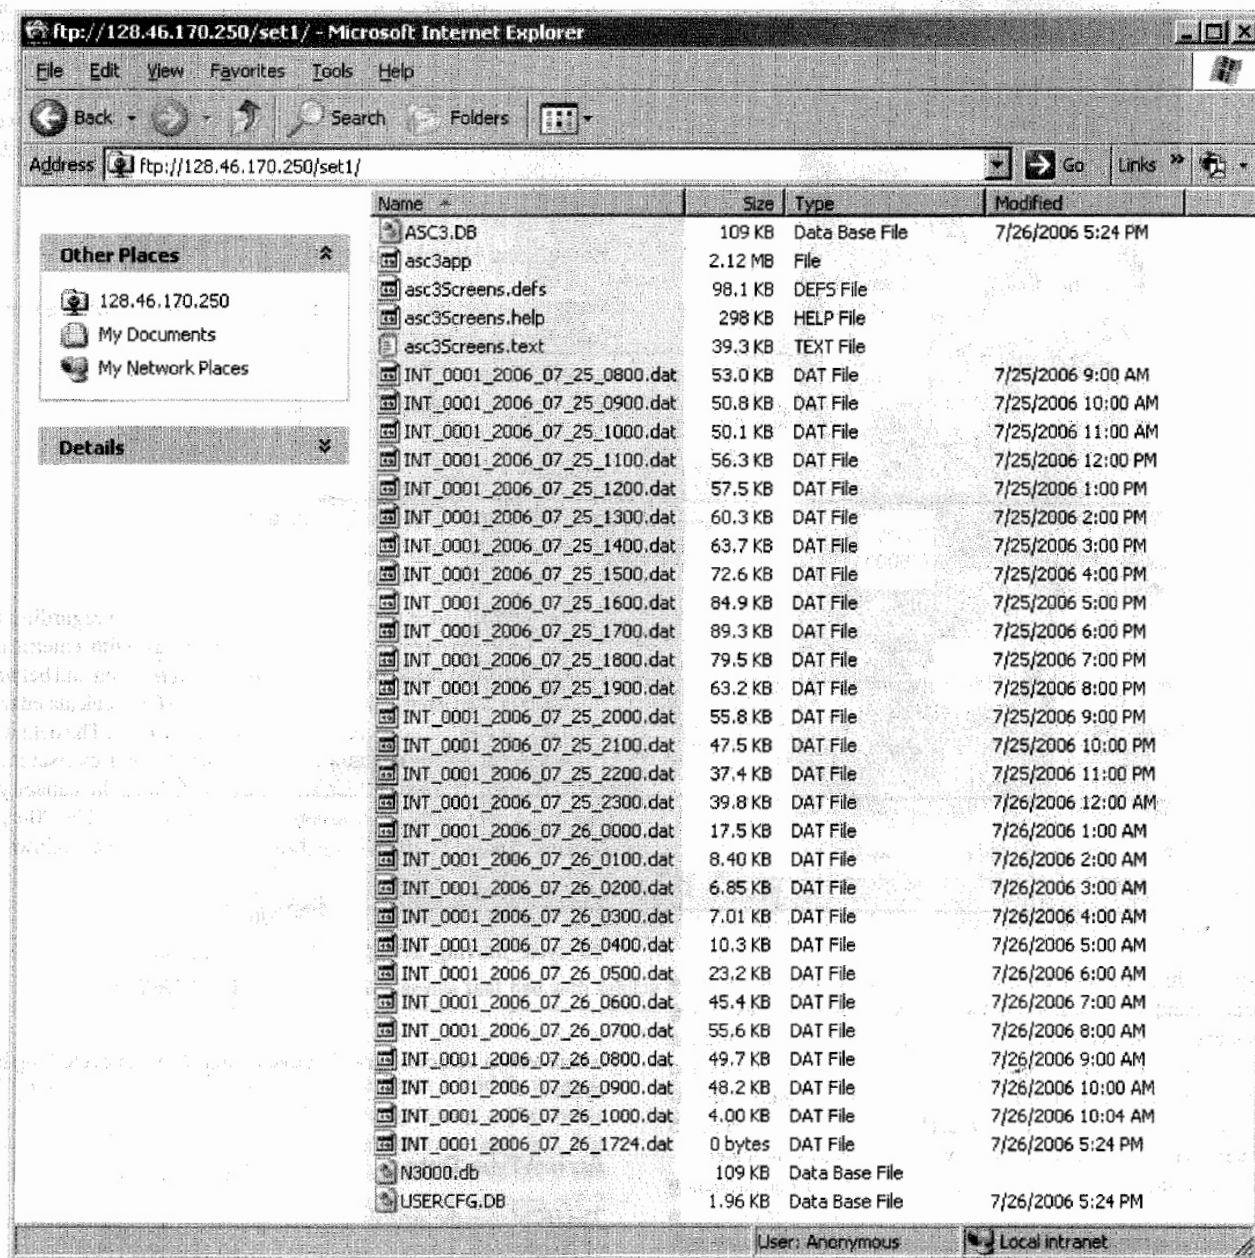 ftp://128.46.170.250/set1/ - Microsoft Internet Explorer
File Edit View Favorites Tools Help
Back Search Folders
Address ftp://128.46.170.250/set1/ Go Links »
Name Size Type Modified
Other Places
128.46.170.250
My Documents
My Network Places
Details
ASC3.DB 109 KB Data Base File 7/26/2006 5:24 PM
asc3app 2.12 MB File
asc3Screens.defs 98.1 KB DEFS File
asc3Screens.help 298 KB HELP File
asc3Screens.text 39.3 KB TEXT File
INT_0001_2006_07_25_0800.dat 53.0 KB DAT File 7/25/2006 9:00 AM
INT_0001_2006_07_25_0900.dat 50.8 KB DAT File 7/25/2006 10:00 AM
INT_0001_2006_07_25_1000.dat 50.1 KB DAT File 7/25/2006 11:00 AM
INT_0001_2006_07_25_1100.dat 56.3 KB DAT File 7/25/2006 12:00 PM
INT_0001_2006_07_25_1200.dat 57.5 KB DAT File 7/25/2006 1:00 PM
INT_0001_2006_07_25_1300.dat 60.3 KB DAT File 7/25/2006 2:00 PM
INT_0001_2006_07_25_1400.dat 63.7 KB DAT File 7/25/2006 3:00 PM
INT_0001_2006_07_25_1500.dat 72.6 KB DAT File 7/25/2006 4:00 PM
INT_0001_2006_07_25_1600.dat 84.9 KB DAT File 7/25/2006 5:00 PM
INT_0001_2006_07_25_1700.dat 89.3 KB DAT File 7/25/2006 6:00 PM
INT_0001_2006_07_25_1800.dat 79.5 KB DAT File 7/25/2006 7:00 PM
INT_0001_2006_07_25_1900.dat 63.2 KB DAT File 7/25/2006 8:00 PM
INT_0001_2006_07_25_2000.dat 55.8 KB DAT File 7/25/2006 9:00 PM
INT_0001_2006_07_25_2100.dat 47.5 KB DAT File 7/25/2006 10:00 PM
INT_0001_2006_07_25_2200.dat 37.4 KB DAT File 7/25/2006 11:00 PM
INT_0001_2006_07_25_2300.dat 39.8 KB DAT File 7/26/2006 12:00 AM
INT_0001_2006_07_26_0000.dat 17.5 KB DAT File 7/26/2006 1:00 AM
INT_0001_2006_07_26_0100.dat 8.40 KB DAT File 7/26/2006 2:00 AM
INT_0001_2006_07_26_0200.dat 6.85 KB DAT File 7/26/2006 3:00 AM
INT_0001_2006_07_26_0300.dat 7.01 KB DAT File 7/26/2006 4:00 AM
INT_0001_2006_07_26_0400.dat 10.3 KB DAT File 7/26/2006 5:00 AM
INT_0001_2006_07_26_0500.dat 23.2 KB DAT File 7/26/2006 6:00 AM
INT_0001_2006_07_26_0600.dat 45.4 KB DAT File 7/26/2006 7:00 AM
INT_0001_2006_07_26_0700.dat 55.6 KB DAT File 7/26/2006 8:00 AM
INT_0001_2006_07_26_0800.dat 49.7 KB DAT File 7/26/2006 9:00 AM
INT_0001_2006_07_26_0900.dat 48.2 KB DAT File 7/26/2006 10:00 AM
INT_0001_2006_07_26_1000.dat 4.00 KB DAT File 7/26/2006 10:04 AM
INT_0001_2006_07_26_1724.dat 0 bytes DAT File 7/26/2006 5:24 PM
N3000.db 109 KB Data Base File
USERCFG.DB 1.96 KB Data Base File 7/26/2006 5:24 PM
User: Anonymous Local intranet